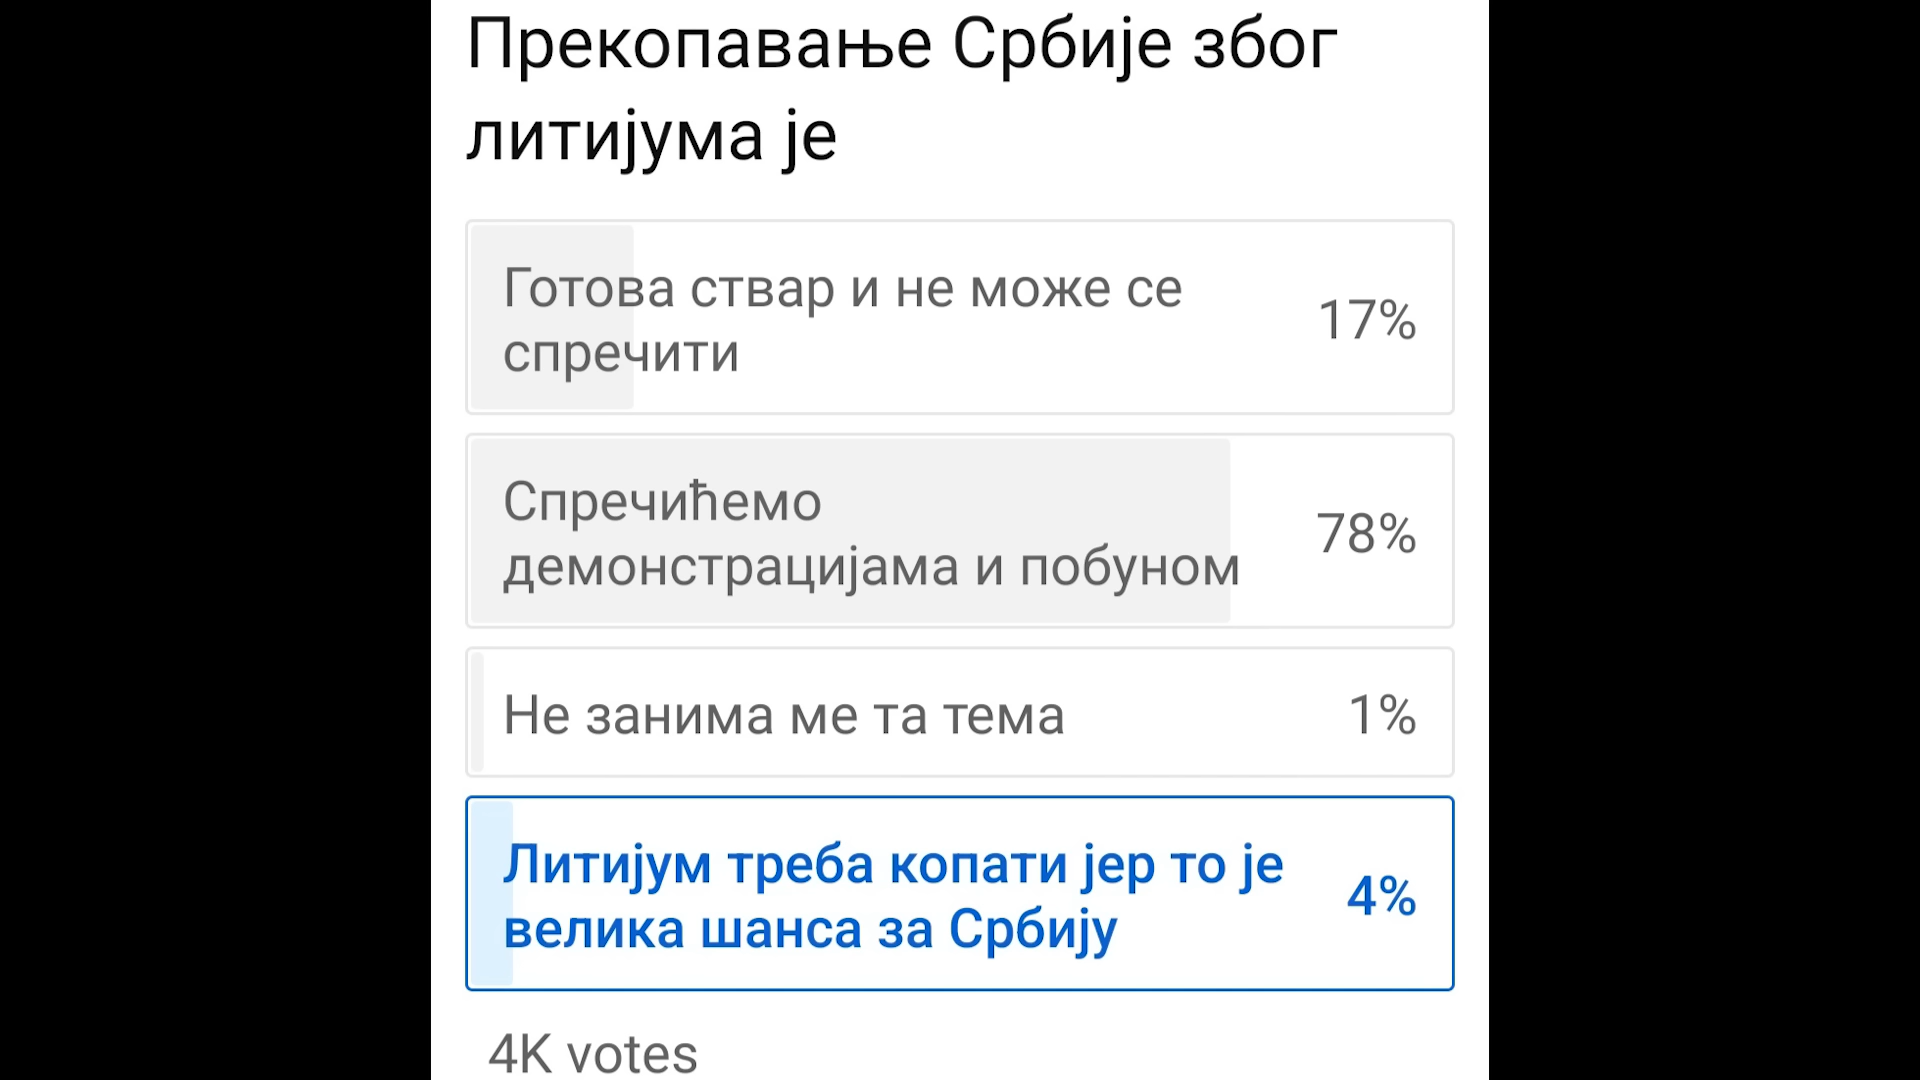 Прекопавање Србије због
литијума је
Готова ствар и не може се
спречити
17%
Спречићемо
демонстрацијама и побуном
78%
Не занима ме та тема
1%
Литијум треба копати јер то је
велика шанса за Србију
4%
4K votes